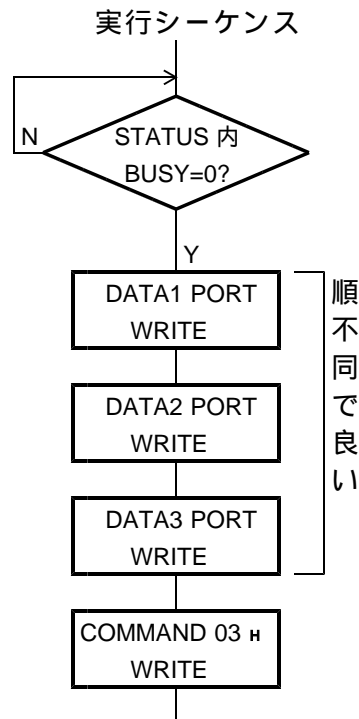 実行シーケンス
N
STATUS 内
BUSY=0?
Y
DATA1 PORT
WRITE
DATA2 PORT
WRITE
DATA3 PORT
WRITE
順不同で良い
COMMAND 03 H
WRITE